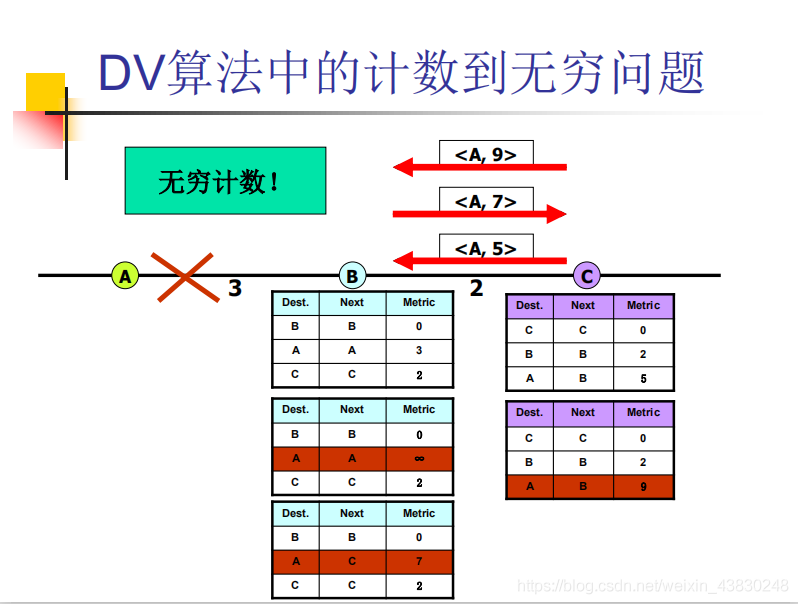 DV算法中的计数到无穷问题
无穷计数！
<A, 9>
<A, 7>
<A, 5>
A
3
B
2
C
Dest. Next Metric
B B 0
A A 3
C C 2
Dest. Next Metric
B B 0
A A ∞
C C 2
Dest. Next Metric
B B 0
A C 7
C C 2
Dest. Next Metric
C C 0
B B 2
A B 5
Dest. Next Metric
C C 0
B B 2
A B 9
https://blog.csdn.net/weixin_43830248